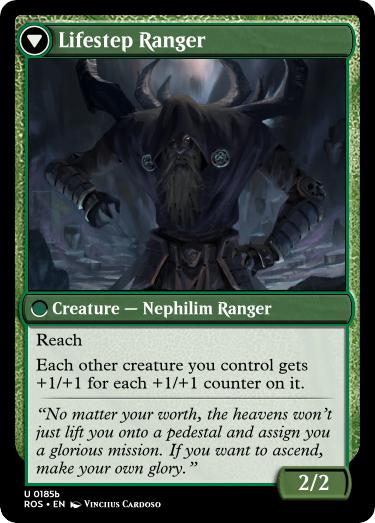 Lifestep Ranger
Creature — Nephilim Ranger
Reach
Each other creature you control gets
+1/+1 for each +1/+1 counter on it.
“No matter your worth, the heavens won’t
just lift you onto a pedestal and assign you
a glorious mission. If you want to ascend,
make your own glory.”
2/2
U 0185b
ROS • EN Vincius Cardoso